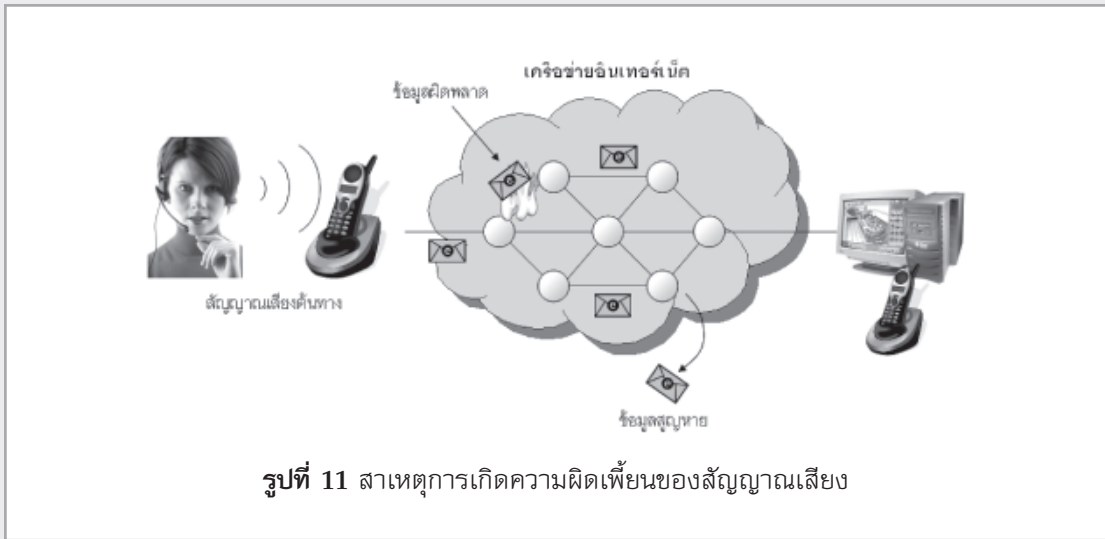 เครือข่ายอินเทอร์เน็ต
ข้อมูลผิดพลาด
สัญญาณเสียงต้นทาง
ข้อมูลสูญหาย
รูปที่ 11 สาเหตุการเกิดความผิดเพี้ยนของสัญญาณเสียง